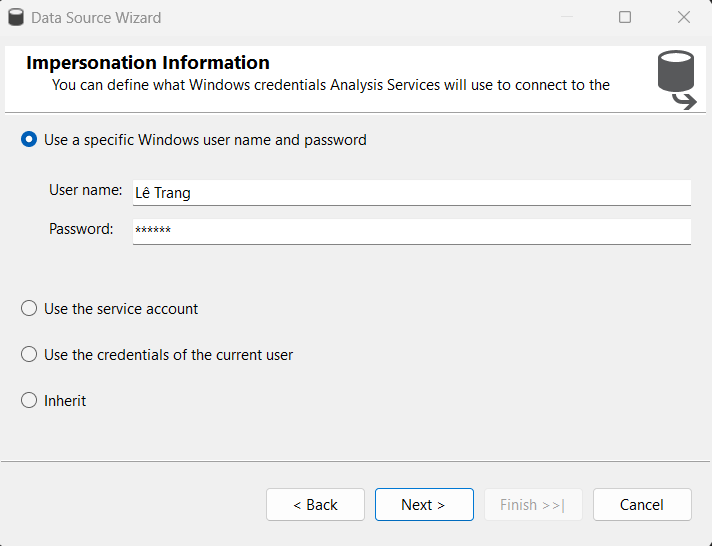 Data Source Wizard
Impersonation Information
You can define what Windows credentials Analysis Services will use to connect to the
Use a specific Windows user name and password
User name: Lê Trang
Password: ******
Use the service account
Use the credentials of the current user
Inherit
< Back Next > Finish >>| Cancel